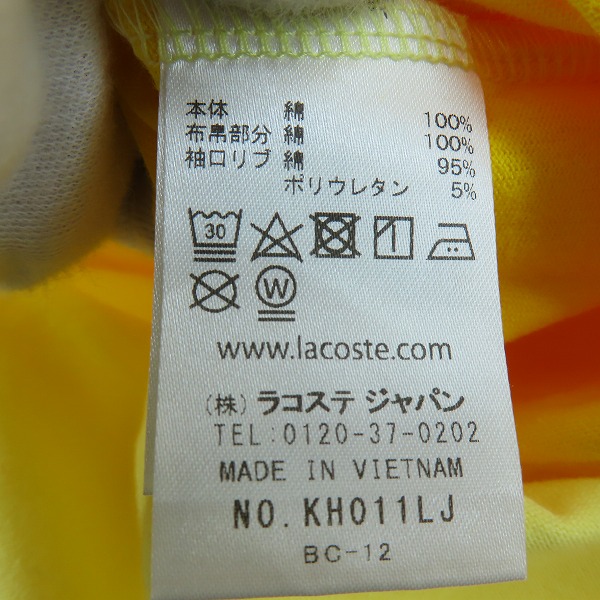 本体 綿 100%
布帛部分 綿 100%
袖口リブ 綿 95%
ポリウレタン 5%
30
W
www.lacoste.com
(株) ラコステ ジャパン
TEL:0120-37-0202
MADE IN VIETNAM
NO.KH011LJ
BC-12